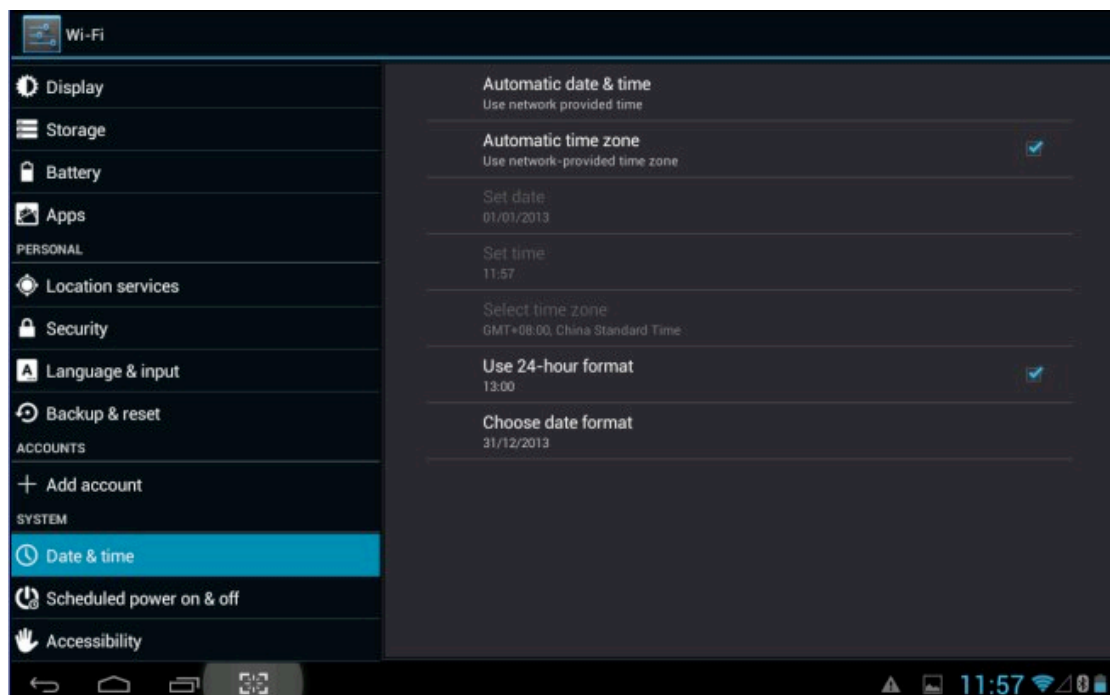 Wi-Fi
Display
Storage
Battery
Apps
PERSONAL
Location services
Security
Language & input
Backup & reset
ACCOUNTS
Add account
SYSTEM
Date & time
Scheduled power on & off
Accessibility
Automatic date & time
Use network provided time
Automatic time zone
Use network-provided time zone
Set date
01/01/2013
Set time
11:57
Select time zone
GMT+08:00, China Standard Time
Use 24-hour format
13:00
Choose date format
31/12/2013
11:57